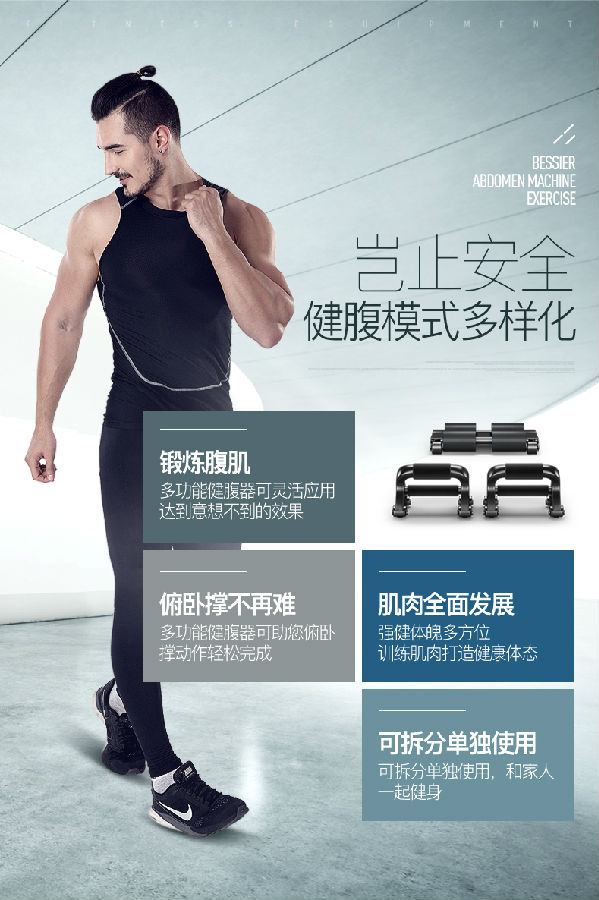 FITNESS EQUIPMENT
BESSIER
ABDOMEN MACHINE
EXERCISE
岂止安全
健腹模式多样化
锻炼腹肌
多功能健腹器可灵活应用
达到意想不到的效果
俯卧撑不再难
多功能健腹器可助您俯卧
撑动作轻松完成
肌肉全面发展
强健体魄多方位
训练肌肉打造健康体态
可拆分单独使用
可拆分单独使用，和家人
一起健身